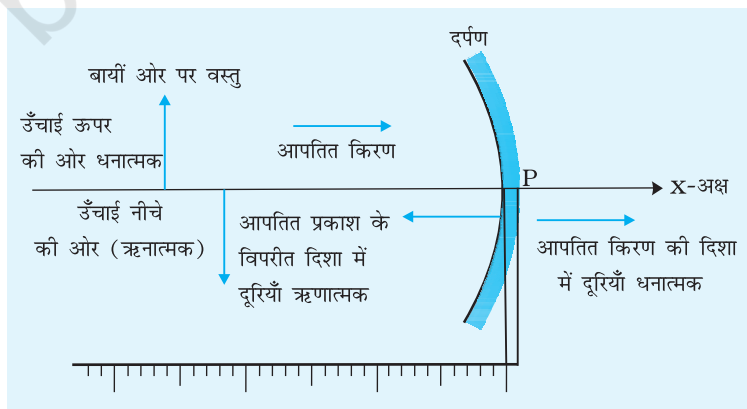 दर्पण
बायीं ओर पर वस्तु
उँचाई ऊपर
की ओर धनात्मक
आपतित किरण
P
x-अक्ष
उँचाई नीचे
की ओर (ऋनात्मक)
आपतित प्रकाश के
विपरीत दिशा में
दूरियाँ ऋणात्मक
आपतित किरण की दिशा
में दूरियाँ धनात्मक